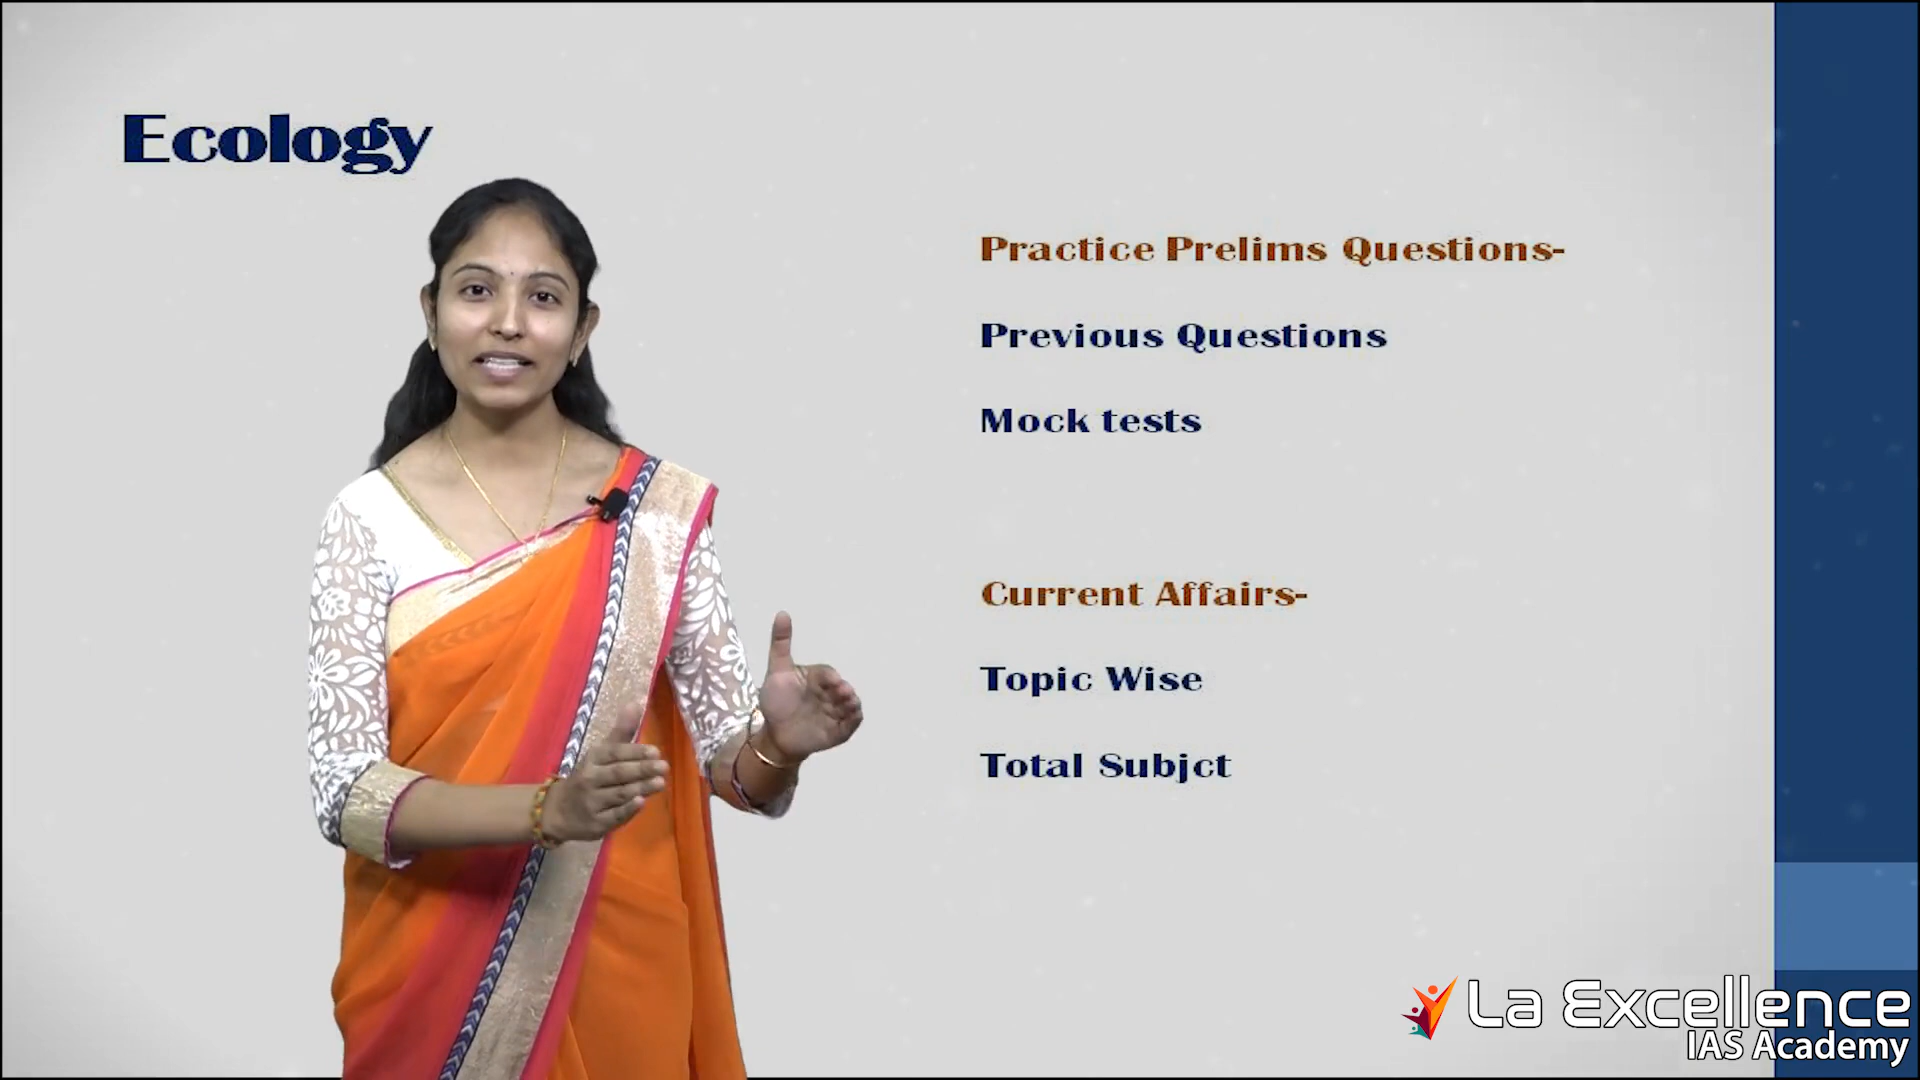 Ecology
Practice Prelims Questions-
Previous Questions
Mock tests
Current Affairs-
Topic Wise
Total Subjct
La Excellence
IAS Academy